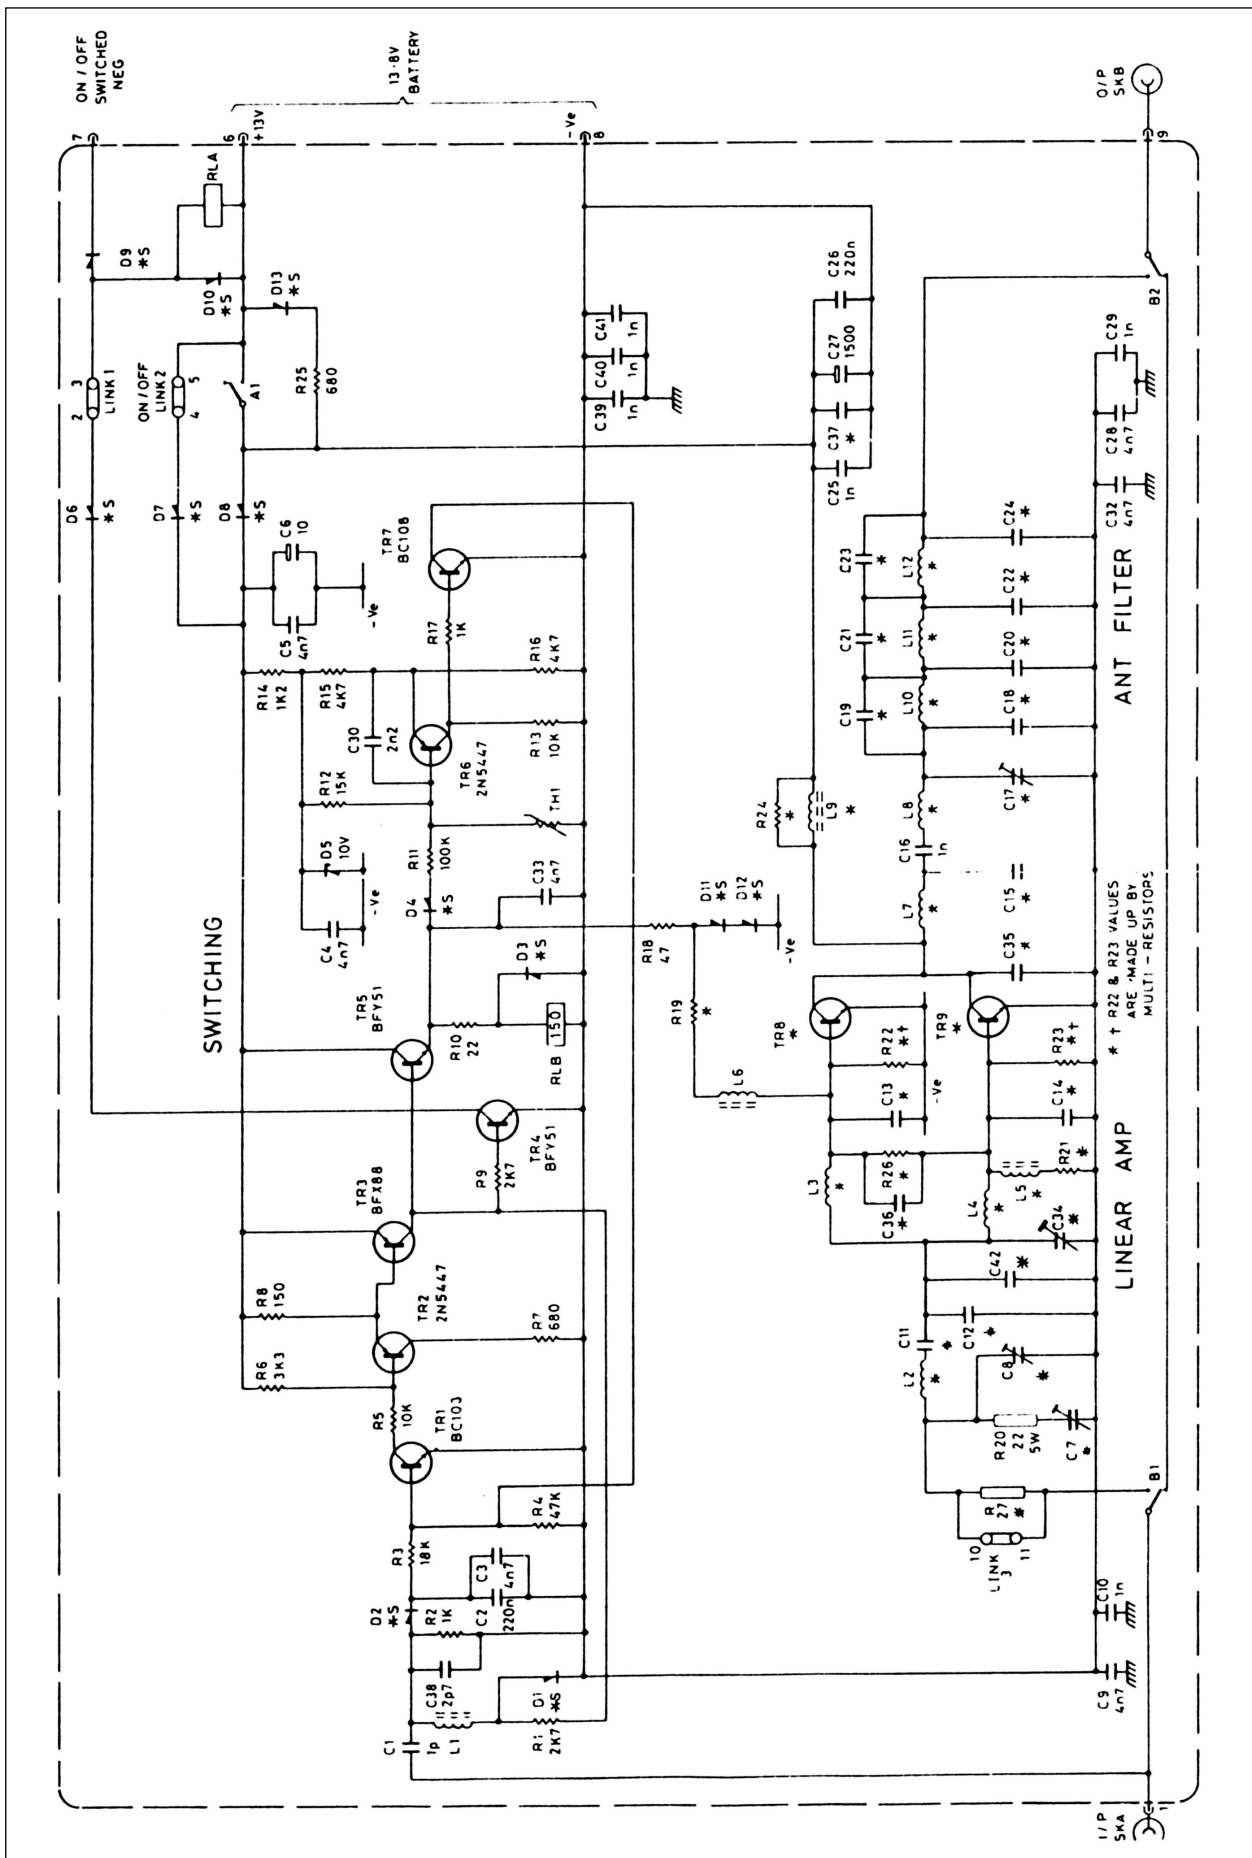 ON / OFF
SWITCHED
NEG
7
13·8V
BATTERY
6
+13V
-Ve
8
O/P
SKB
9
RLA
D9
*S
D10
*S
D13
*S
3
2
LINK1
ON/OFF
LINK2
5
4
A1
R25
680
C41
1n
C40
1n
C39
1n
C26
220n
C27
1500
C37
*
C25
1n
B2
C29
1n
C28
4n7
C32
4n7
D6
*S
D7
*S
D8
*S
C6
10
C5
4n7
-Ve
TR7
BC108
R17
1K
R14
1K2
R15
4K7
R16
4K7
C30
2n2
R13
10K
TR6
2N5447
R12
15K
TH1
D5
10V
R11
100K
C4
4n7
-Ve
D4
*S
C33
4n7
SWITCHING
TR5
BFY51
D3
*S
R10
22
RLB
150
TR4
BFY51
R9
2K7
TR3
BFX88
R8
150
TR2
2N5447
R7
680
R6
3K3
R5
10K
TR1
BC103
R4
47K
R3
18K
C3
4n7
C2
220n
D2
*S
R2
1K
C38
2p7
D1
*S
C1
1p
L1
R1
2K7
C23
*
L12
*
C24
*
C22
*
C21
*
L11
*
C20
*
C19
*
L10
*
C18
*
C17
*
L8
*
C16
1n
L7
*
C15
*
C35
*
ANT FILTER
R24
*
L9
*
D11
*S
D12
*S
-Ve
R18
47
R19
*
L6
TR8
*
R22
*†
C13
*
-Ve
TR9
*
R23
*†
C14
*
* † R22 & R23 VALUES
ARE MADE UP BY
MULTI - RESISTORS
L3
*
R26
*
C36
*
L4
*
L5
*
R21
*
C34
*
C42
*
C12
*
C11
*
L2
*
C8
*
R20
22
5W
C7
*
LINEAR AMP
R
27
*
10
11
LINK
3
B1
C10
1n
C9
4n7
I/P
SKA
1